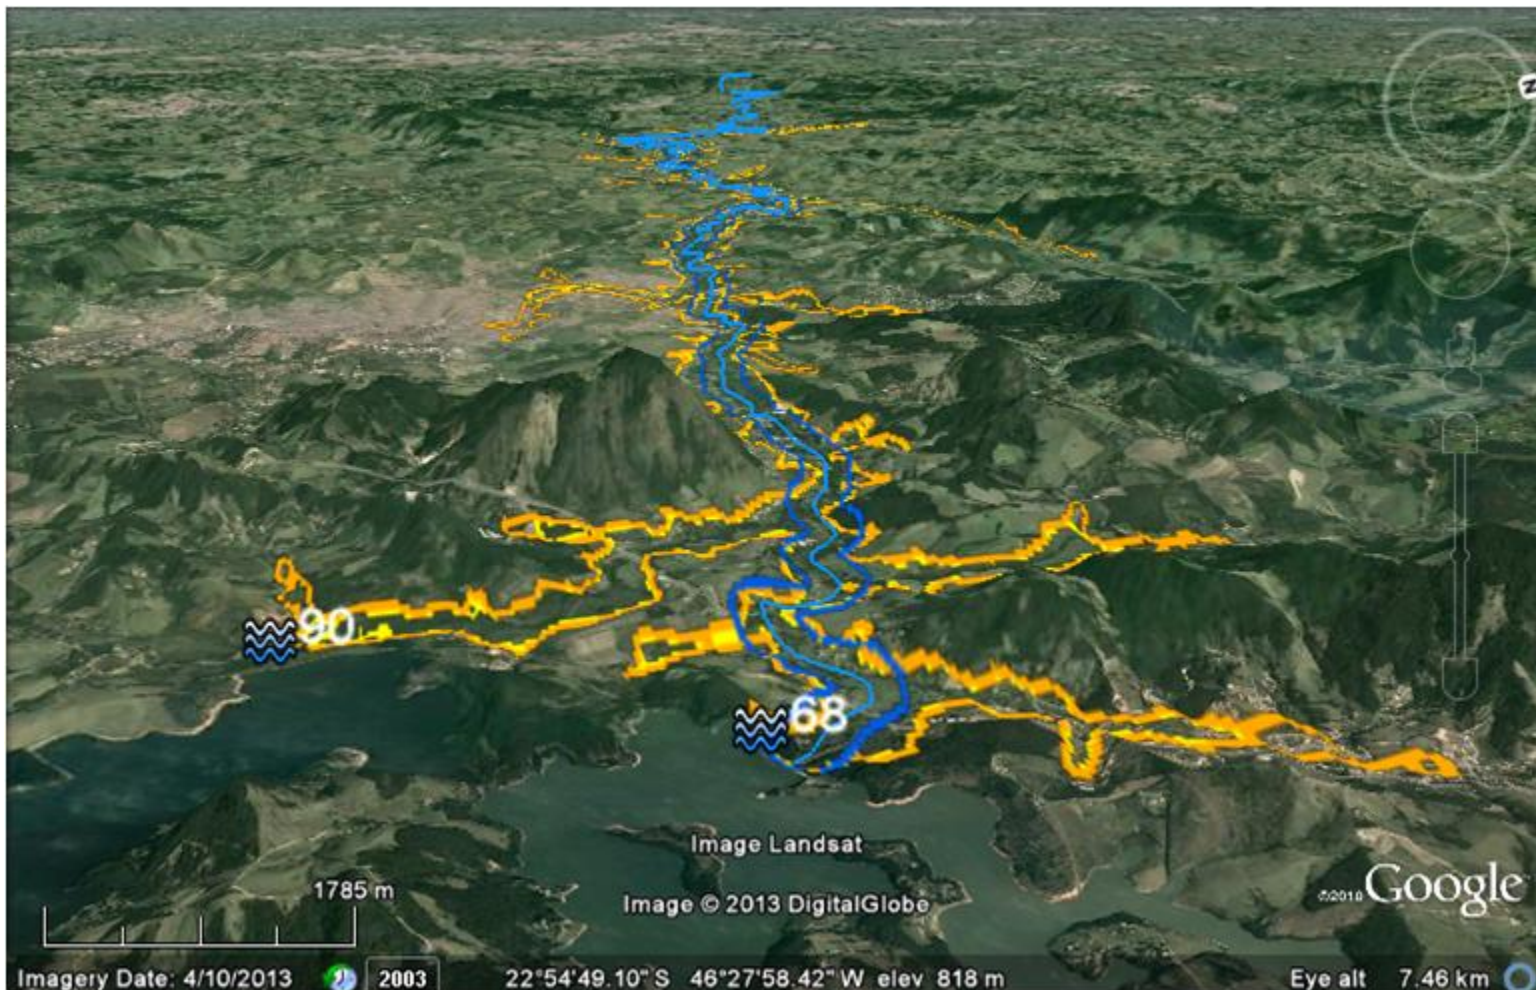 90
68
Image Landsat
1785 m
Image © 2013 DigitalGlobe
©2010 Google
Imagery Date: 4/10/2013 2003 22°54'49.10" S 46°27'58.42" W elev 818 m Eye alt 7.46 km